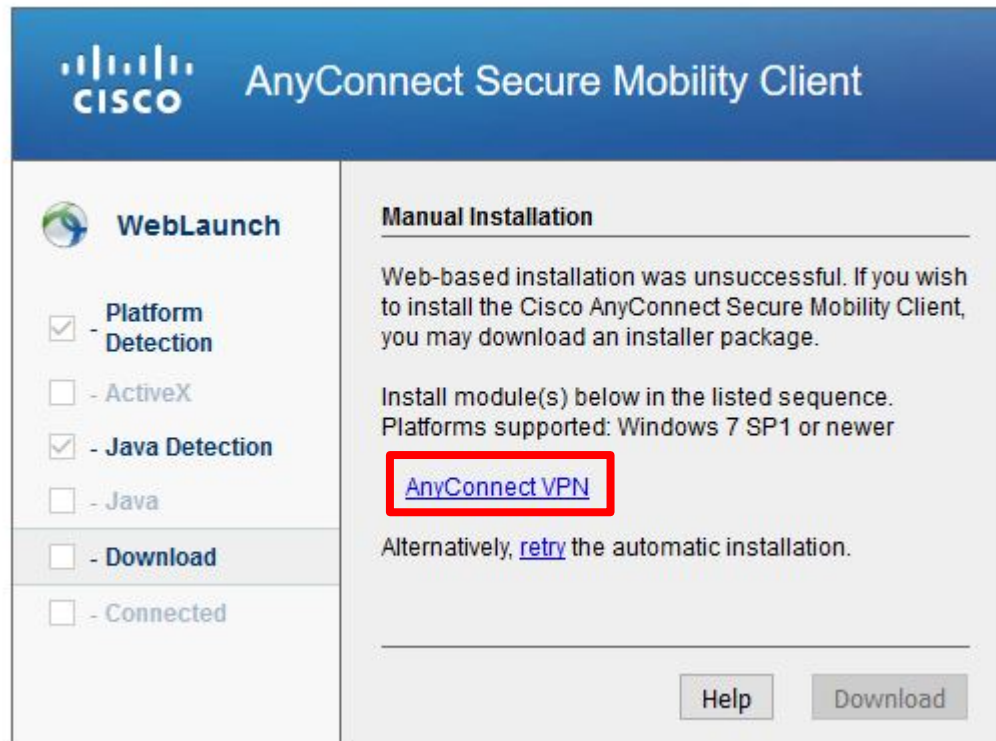 CISCO
AnyConnect Secure Mobility Client
WebLaunch
- Platform
Detection
- ActiveX
- Java Detection
- Java
- Download
- Connected
Manual Installation
Web-based installation was unsuccessful. If you wish
to install the Cisco AnyConnect Secure Mobility Client,
you may download an installer package.
Install module(s) below in the listed sequence.
Platforms supported: Windows 7 SP1 or newer
AnyConnect VPN
Alternatively, retry the automatic installation.
Help
Download